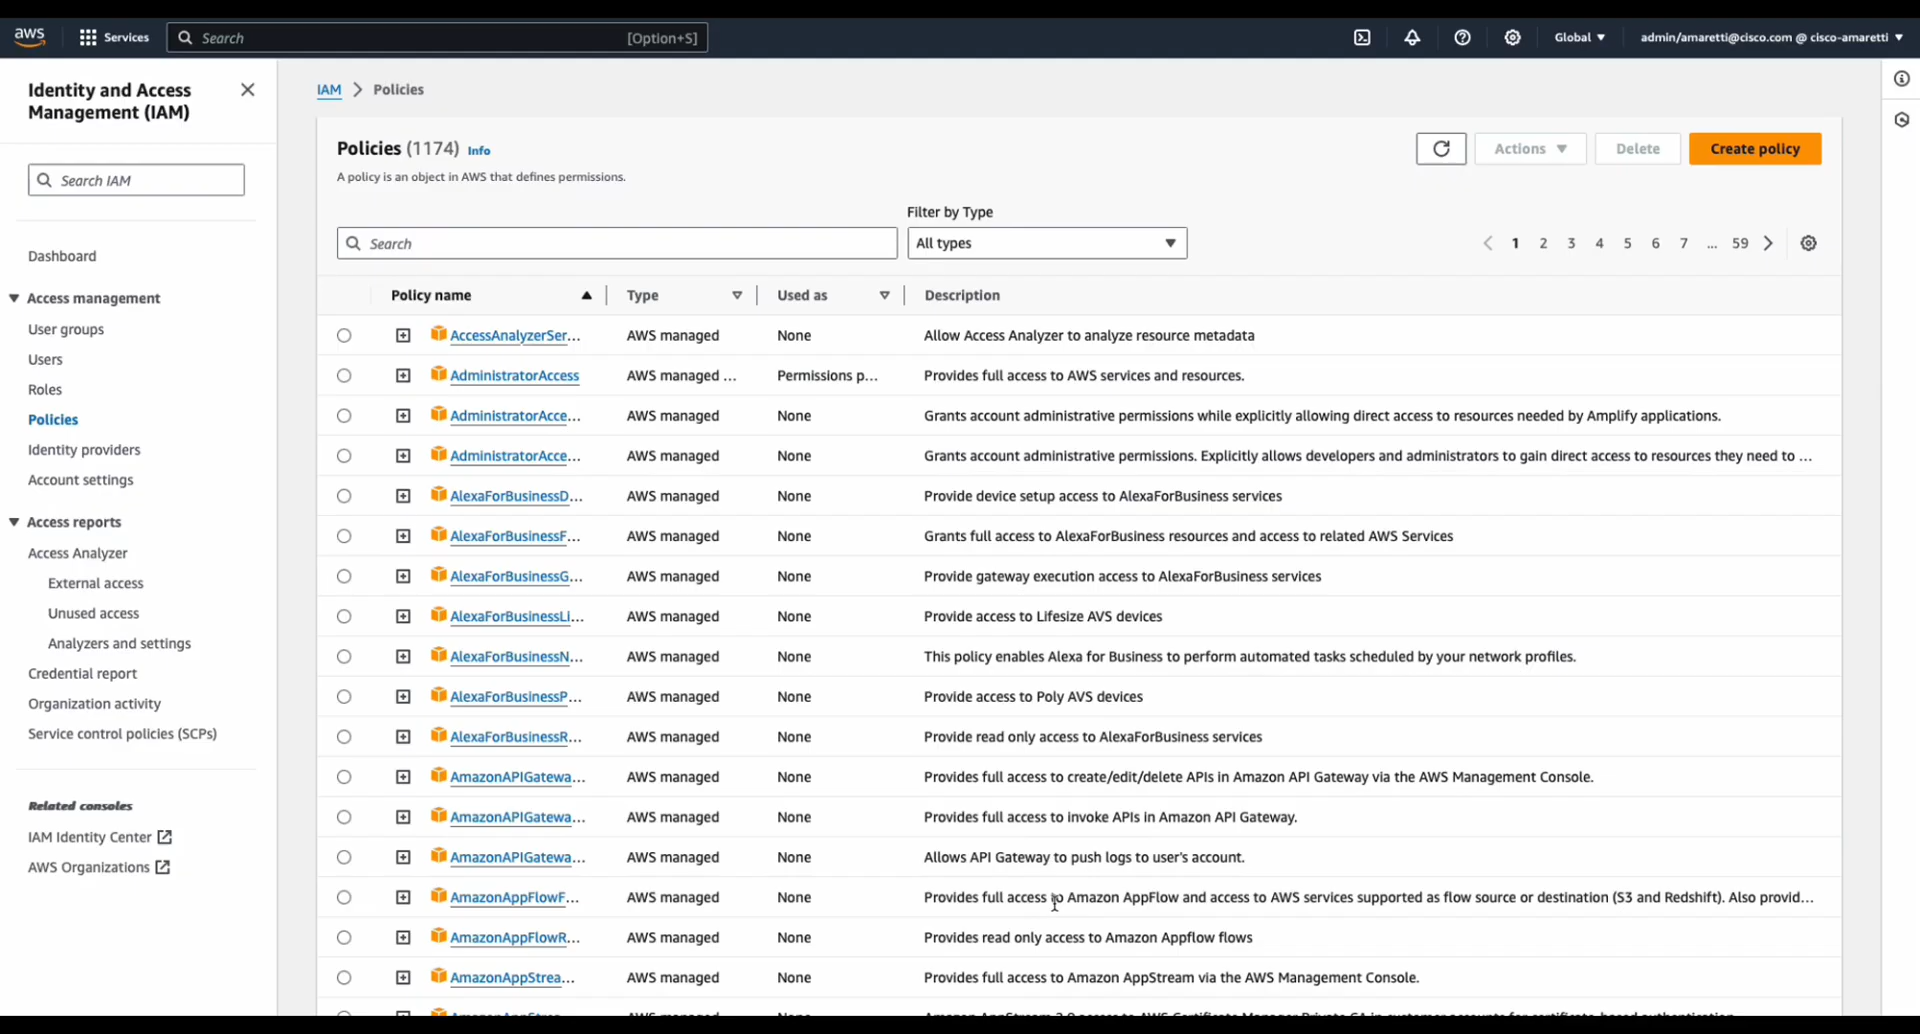 aws Services Search [Option+S] Global admin/amaretti@cisco.com @ cisco-amaretti
Identity and Access
Management (IAM)
Search IAM
Dashboard
Access management
User groups
Users
Roles
Policies
Identity providers
Account settings
Access reports
Access Analyzer
External access
Unused access
Analyzers and settings
Credential report
Organization activity
Service control policies (SCPs)
Related consoles
IAM Identity Center
AWS Organizations
IAM > Policies
Policies (1174) Info
A policy is an object in AWS that defines permissions.
Actions Delete Create policy
Filter by Type
Search All types 1 2 3 4 5 6 7 ... 59
Policy name Type Used as Description
AccessAnalyzerSer... AWS managed None Allow Access Analyzer to analyze resource metadata
AdministratorAccess AWS managed ... Permissions p... Provides full access to AWS services and resources.
AdministratorAcce... AWS managed None Grants account administrative permissions while explicitly allowing direct access to resources needed by Amplify applications.
AdministratorAcce... AWS managed None Grants account administrative permissions. Explicitly allows developers and administrators to gain direct access to resources they need to ...
AlexaForBusinessD... AWS managed None Provide device setup access to AlexaForBusiness services
AlexaForBusinessF... AWS managed None Grants full access to AlexaForBusiness resources and access to related AWS Services
AlexaForBusinessG... AWS managed None Provide gateway execution access to AlexaForBusiness services
AlexaForBusinessLi... AWS managed None Provide access to Lifesize AVS devices
AlexaForBusinessN... AWS managed None This policy enables Alexa for Business to perform automated tasks scheduled by your network profiles.
AlexaForBusinessP... AWS managed None Provide access to Poly AVS devices
AlexaForBusinessR... AWS managed None Provide read only access to AlexaForBusiness services
AmazonAPIGatewa... AWS managed None Provides full access to create/edit/delete APIs in Amazon API Gateway via the AWS Management Console.
AmazonAPIGatewa... AWS managed None Provides full access to invoke APIs in Amazon API Gateway.
AmazonAPIGatewa... AWS managed None Allows API Gateway to push logs to user's account.
AmazonAppFlowF... AWS managed None Provides full access to Amazon AppFlow and access to AWS services supported as flow source or destination (S3 and Redshift). Also provid...
AmazonAppFlowR... AWS managed None Provides read only access to Amazon Appflow flows
AmazonAppStrea... AWS managed None Provides full access to Amazon AppStream via the AWS Management Console.